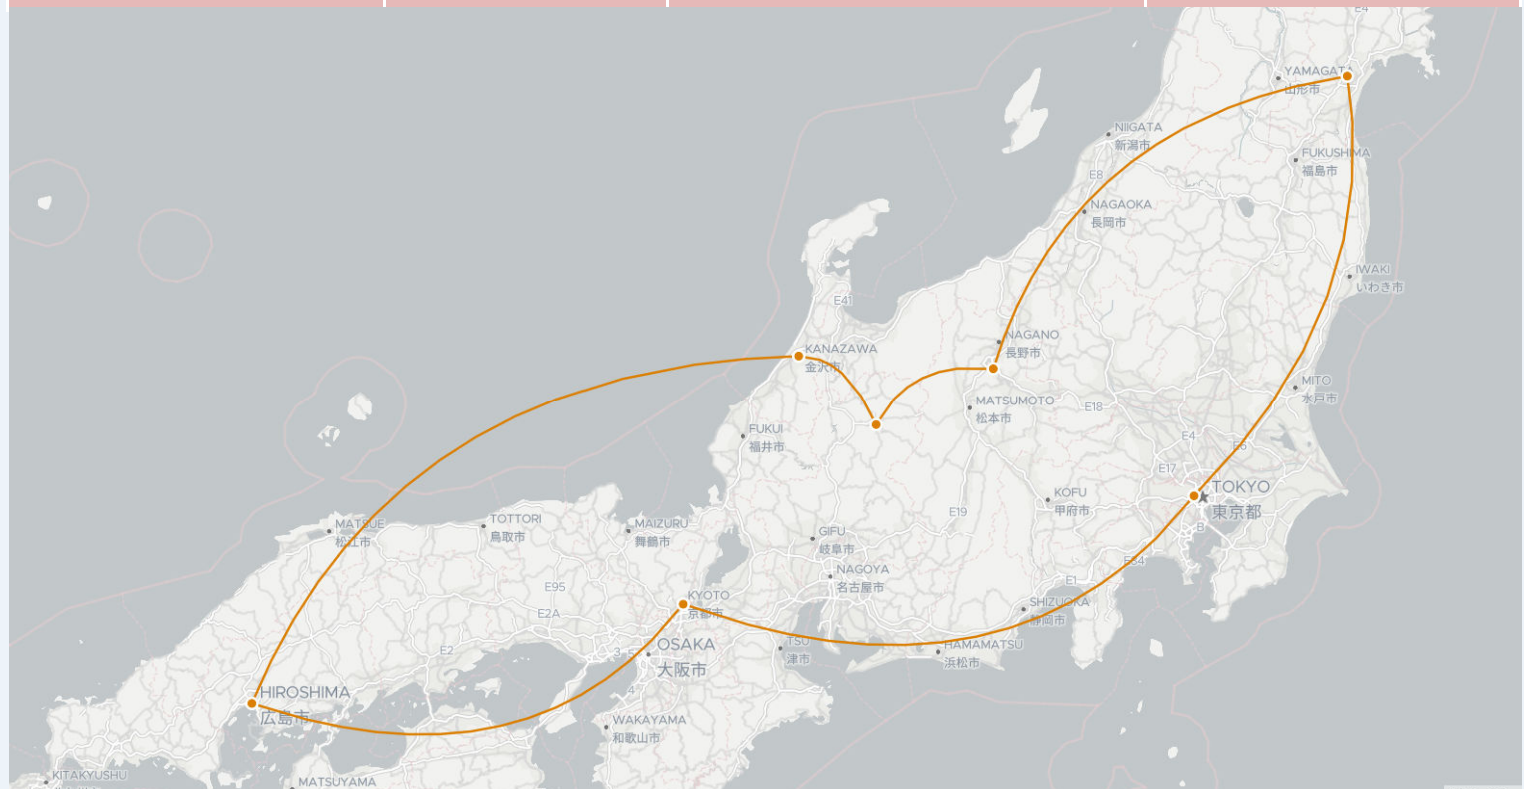 E4
YAMAGATA
山形市
NIIGATA
新潟市
FUKUSHIMA
福島市
E8
NAGAOKA
長岡市
IWAKI
いわき市
E41
NAGANO
長野市
KANAZAWA
金沢市
MITO
水戸市
MATSUMOTO
松本市
E18
FUKUI
福井市
E4
E6
E17
TOKYO
東京都
KOFU
甲府市
E19
MATSUE
松江市
TOTTORI
鳥取市
MAIZURU
舞鶴市
GIFU
岐阜市
NAGOYA
名古屋市
E1
E84
SHIZUOKA
静岡市
E95
E2A
KYOTO
京都市
OSAKA
大阪市
TSU
津市
HAMAMATSU
浜松市
E2
4
HIROSHIMA
広島市
WAKAYAMA
和歌山市
KITAKYUSHU
MATSUYAMA